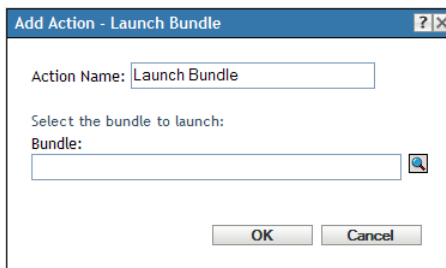 Add Action - Launch Bundle ? X
Action Name: Launch Bundle
Select the bundle to launch:
Bundle:
OK Cancel